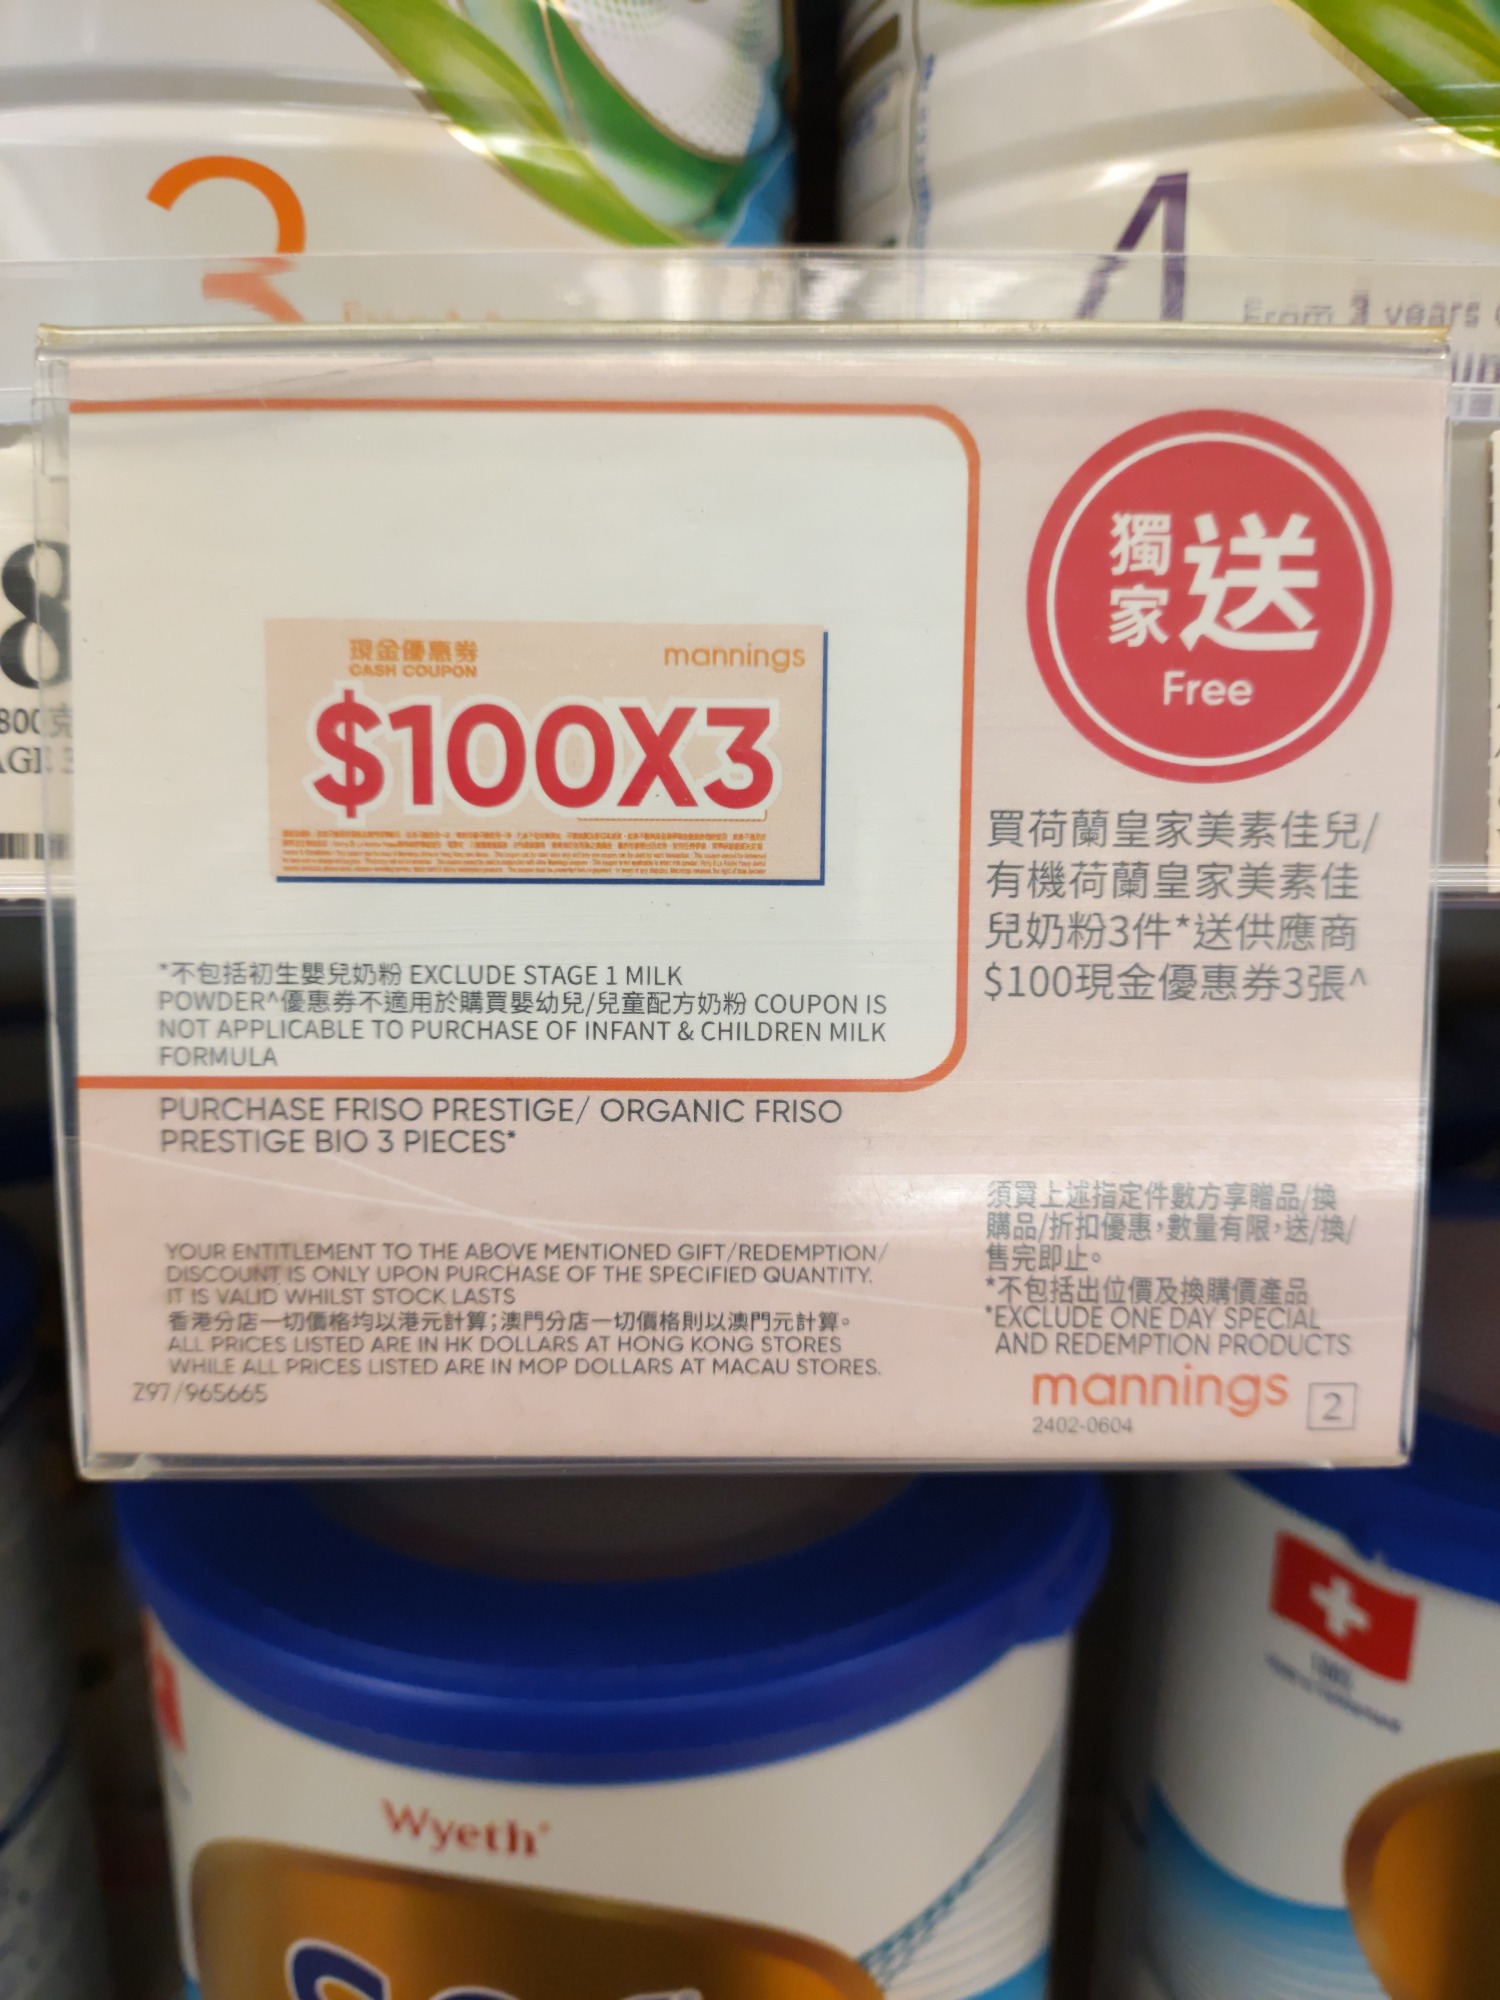 3
4
From 3 years
8
現金優惠券
CASH COUPON
mannings
$100X3
獨家
送
Free
買荷蘭皇家美素佳兒/
有機荷蘭皇家美素佳
兒奶粉3件*送供應商
$100現金優惠券3張^
*不包括初生嬰兒奶粉 EXCLUDE STAGE 1 MILK
POWDER^優惠券不適用於購買嬰幼兒/兒童配方奶粉 COUPON IS
NOT APPLICABLE TO PURCHASE OF INFANT & CHILDREN MILK
FORMULA
PURCHASE FRISO PRESTIGE/ ORGANIC FRISO
PRESTIGE BIO 3 PIECES*
須買上述指定件數方享贈品/換
購品/折扣優惠，數量有限，送/換/
售完即止。
*不包括出位價及換購價產品
*EXCLUDE ONE DAY SPECIAL
AND REDEMPTION PRODUCTS
YOUR ENTITLEMENT TO THE ABOVE MENTIONED GIFT/REDEMPTION/
DISCOUNT IS ONLY UPON PURCHASE OF THE SPECIFIED QUANTITY.
IT IS VALID WHILST STOCK LASTS
香港分店一切價格均以港元計算；澳門分店一切價格則以澳門元計算。
ALL PRICES LISTED ARE IN HK DOLLARS AT HONG KONG STORES
WHILE ALL PRICES LISTED ARE IN MOP DOLLARS AT MACAU STORES.
Z97/965665
mannings 2
2402-0604
Wyeth